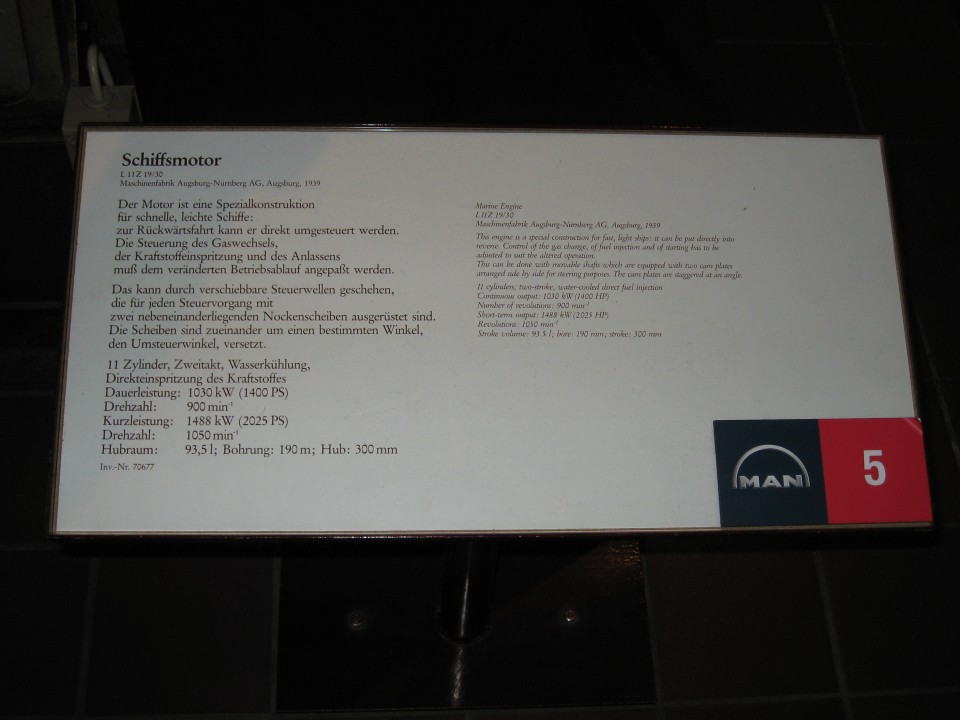 Schiffsmotor
L 11Z 19/30
Maschinenfabrik Augsburg-Nürnberg AG, Augsburg, 1939
Der Motor ist eine Spezialkonstruktion
für schnelle, leichte Schiffe:
zur Rückwärtsfahrt kann er direkt umgesteuert werden.
Die Steuerung des Gaswechsels,
der Kraftstoffeinspritzung und des Anlassens
muß dem veränderten Betriebsablauf angepaßt werden.
Das kann durch verschiebbare Steuerwellen geschehen,
die für jeden Steuervorgang mit
zwei nebeneinanderliegenden Nockenscheiben ausgerüstet sind.
Die Scheiben sind zueinander um einen bestimmten Winkel,
den Umsteuerwinkel, versetzt.
11 Zylinder, Zweitakt, Wasserkühlung,
Direkteinspritzung des Kraftstoffes
Dauerleistung: 1030 kW (1400 PS)
Drehzahl: 900 min⁻¹
Kurzleistung: 1488 kW (2025 PS)
Drehzahl: 1050 min⁻¹
Hubraum: 93,5 l; Bohrung: 190 m; Hub: 300 mm
Inv.-Nr. 70677
Marine Engine
L11Z 19/30
Maschinenfabrik Augsburg-Nürnberg AG, Augsburg, 1939
This engine is a special construction for fast, light ships: it can be put directly into
reverse. Control of the gas change, of fuel injection and of starting has to be
adjusted to suit the altered operation.
This can be done with movable shafts which are equipped with two cam plates
arranged side by side for steering purposes. The cam plates are staggered at an angle.
11 cylinders, two-stroke, water-cooled direct fuel injection
Continuous output: 1030 kW (1400 HP)
Number of revolutions: 900 min⁻¹
Short-term output: 1488 kW (2025 HP)
Revolutions: 1050 min⁻¹
Stroke volume: 93.5 l; bore: 190 mm; stroke: 300 mm
MAN
5